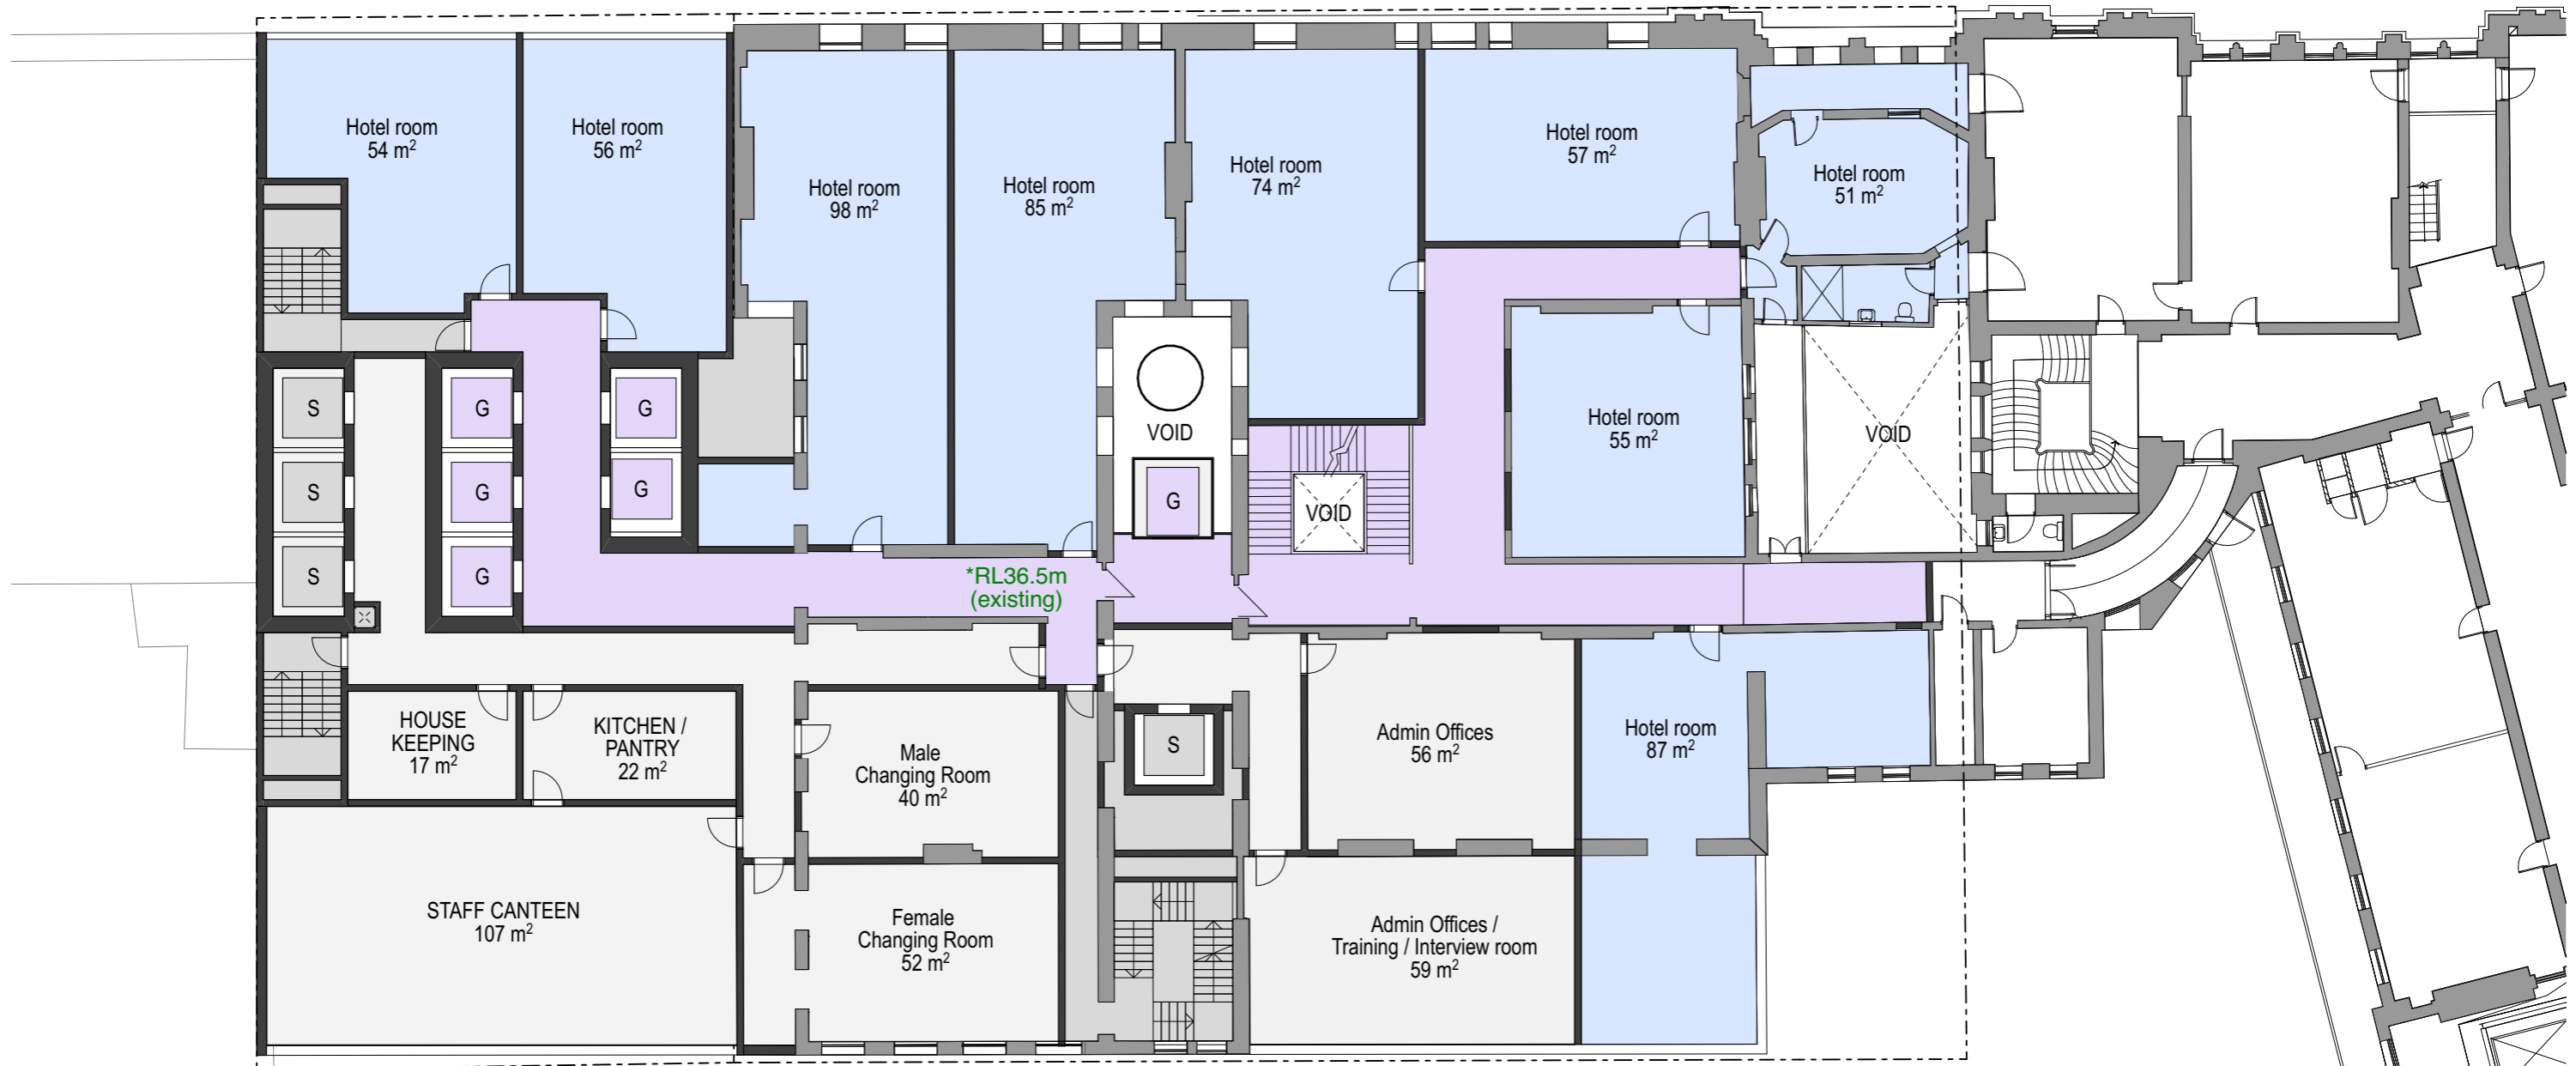 Hotel room
54 m²
Hotel room
56 m²
Hotel room
98 m²
Hotel room
85 m²
Hotel room
74 m²
Hotel room
57 m²
Hotel room
51 m²
S
G
G
S
G
G
S
G
VOID
G
VOID
Hotel room
55 m²
VOID
*RL36.5m
(existing)
HOUSE
KEEPING
17 m²
KITCHEN /
PANTRY
22 m²
Male
Changing Room
40 m²
S
Admin Offices
56 m²
Hotel room
87 m²
STAFF CANTEEN
107 m²
Female
Changing Room
52 m²
Admin Offices /
Training / Interview room
59 m²